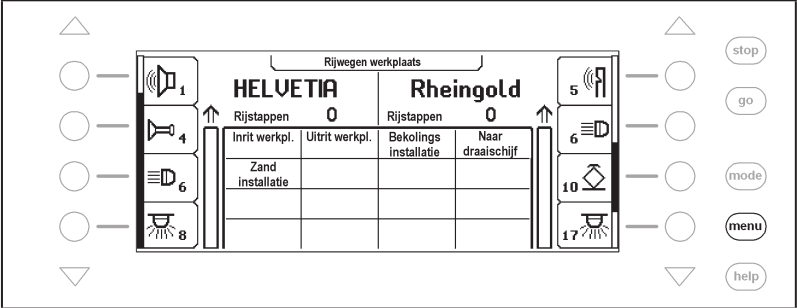 Rijwegen werkplaats
HELVETIA Rheingold
Rijstappen 0 Rijstappen 0
Inrit werkpl. Uitrit werkpl. Bekolings installatie Naar draaischijf
Zand installatie
1
4
6
8
5
6
10
17
stop
go
mode
menu
help